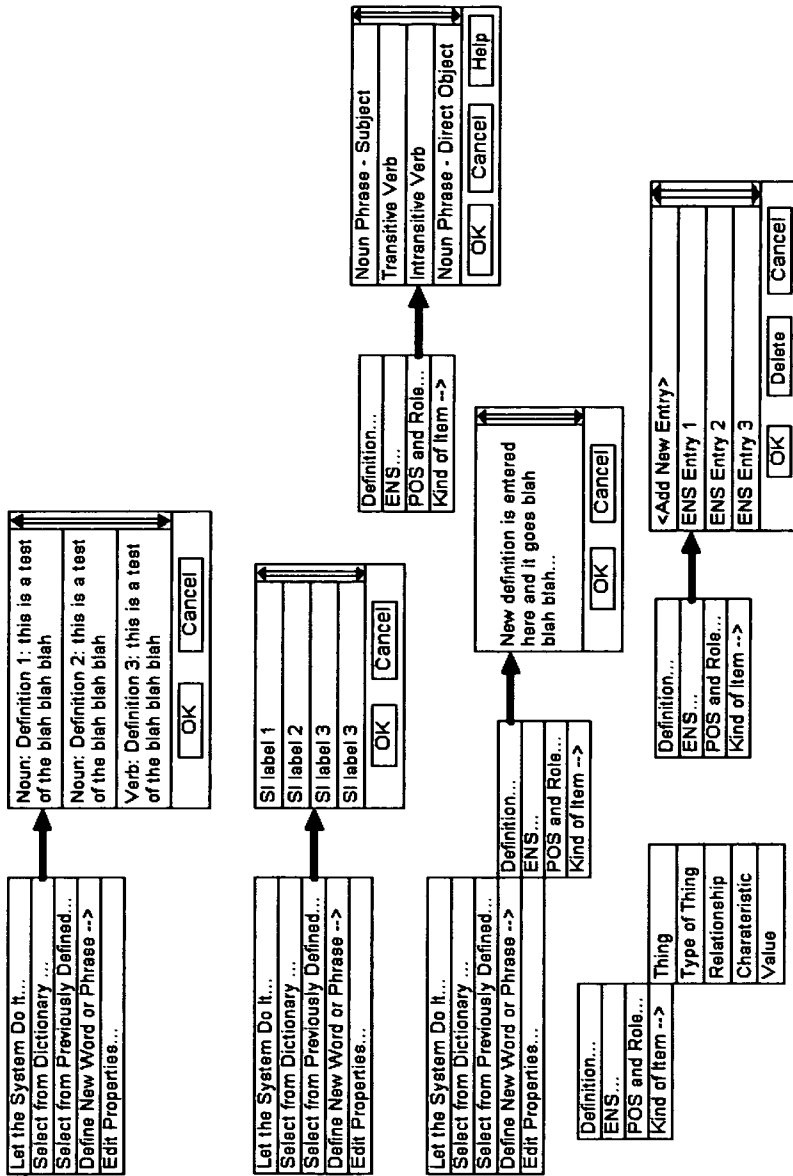 Let the System Do It...
Select from Dictionary ...
Select from Previously Defined...
Define New Word or Phrase -->
Edit Properties...
Noun: Definition 1: this is a test
of the blah blah blah
Noun: Definition 2: this is a test
of the blah blah blah
Verb: Definition 3: this is a test
of the blah blah blah
OK
Cancel
Let the System Do It...
Select from Dictionary ...
Select from Previously Defined...
Define New Word or Phrase -->
Edit Properties...
SI label 1
SI label 2
SI label 3
SI label 3
OK
Cancel
Definition...
ENS...
POS and Role...
Kind of Item -->
Noun Phrase - Subject
Transitive Verb
Intransitive Verb
Noun Phrase - Direct Object
OK
Cancel
Help
Let the System Do It...
Select from Dictionary ...
Select from Previously Defined...
Define New Word or Phrase -->
Edit Properties...
Definition...
ENS...
POS and Role...
Kind of Item -->
New definition is entered
here and it goes blah
blah blah...
OK
Cancel
Definition...
ENS...
POS and Role...
Kind of Item -->
Thing
Type of Thing
Relationship
Charateristic
Value
Definition...
ENS...
POS and Role...
Kind of Item -->
<Add New Entry>
ENS Entry 1
ENS Entry 2
ENS Entry 3
OK
Delete
Cancel